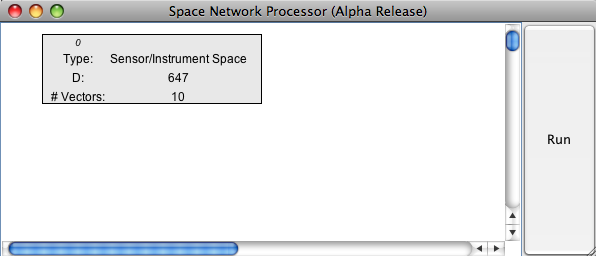 Space Network Processor (Alpha Release)
0
Type: Sensor/Instrument Space
D: 647
# Vectors: 10
Run